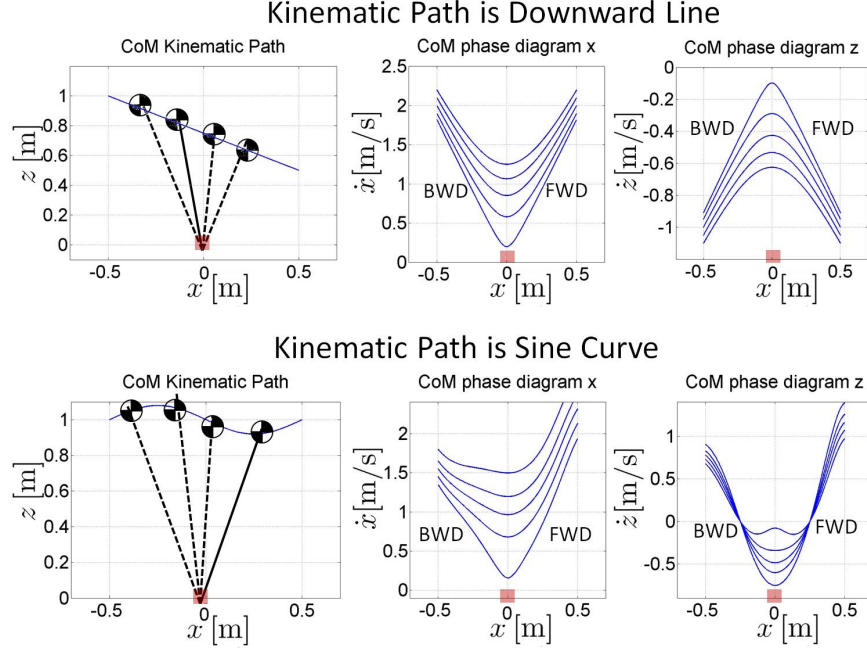 Kinematic Path is Downward Line
CoM Kinematic Path
z [m]
1
0.8
0.6
0.4
0.2
0
-0.5
0
0.5
x [m]
CoM phase diagram x
ẋ [m/s]
2.5
2
1.5
1
0.5
0
BWD
FWD
-0.5
0
0.5
x [m]
CoM phase diagram z
ż [m/s]
0
-0.2
-0.4
-0.6
-0.8
-1
BWD
FWD
-0.5
0
0.5
x [m]
Kinematic Path is Sine Curve
CoM Kinematic Path
z [m]
1
0.8
0.6
0.4
0.2
0
-0.5
0
0.5
x [m]
CoM phase diagram x
ẋ [m/s]
2
1.5
1
0.5
0
BWD
FWD
-0.5
0
0.5
x [m]
CoM phase diagram z
ż [m/s]
1
0.5
0
-0.5
BWD
FWD
-0.5
0
0.5
x [m]